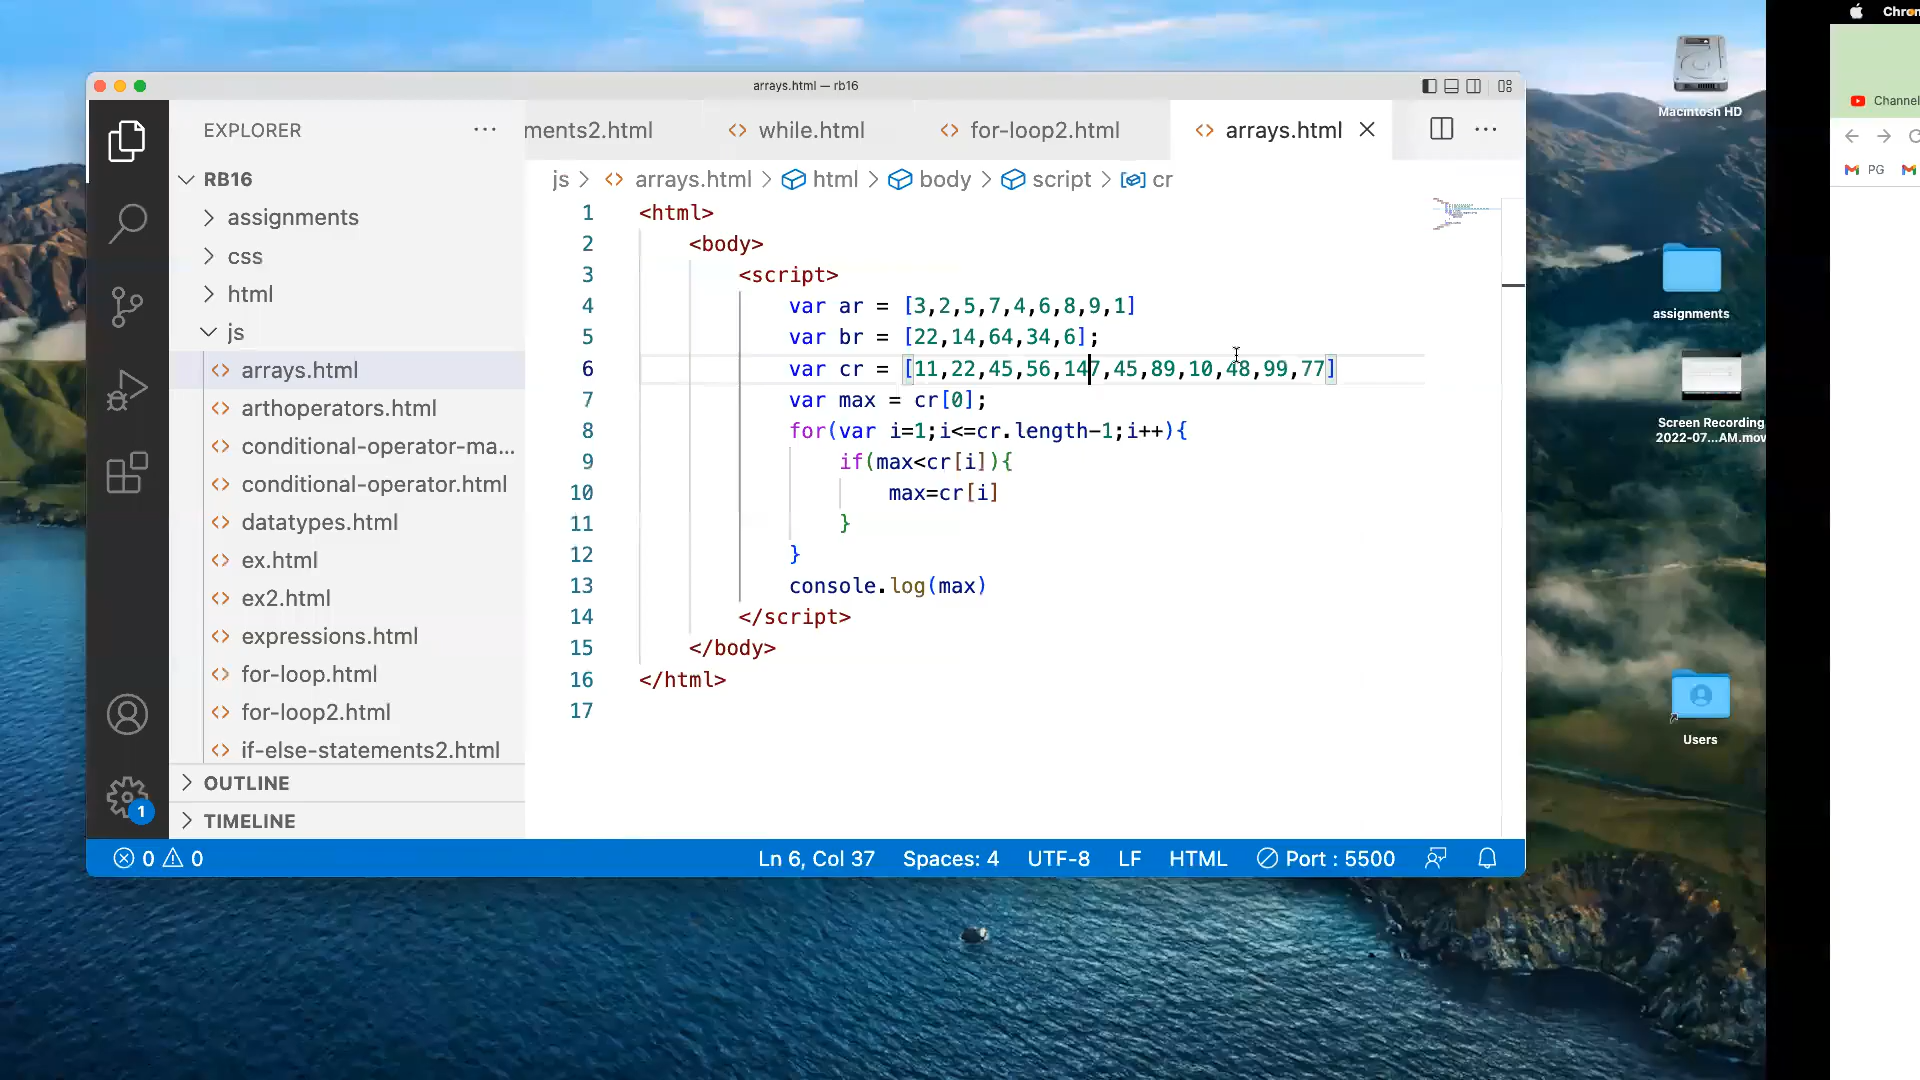 Chrom
arrays.html — rb16
EXPLORER
ments2.html
while.html
for-loop2.html
arrays.html
js > arrays.html > html > body > script > cr
RB16
assignments
css
html
js
arrays.html
arthoperators.html
conditional-operator-ma...
conditional-operator.html
datatypes.html
ex.html
ex2.html
expressions.html
for-loop.html
for-loop2.html
if-else-statements2.html
OUTLINE
TIMELINE
1
1 <html>
2 <body>
3 <script>
4 var ar = [3,2,5,7,4,6,8,9,1]
5 var br = [22,14,64,34,6];
6 var cr = [11,22,45,56,147,45,89,10,48,99,77]
7 var max = cr[0];
8 for(var i=1;i<=cr.length-1;i++){
9 if(max<cr[i]){
10 max=cr[i]
11 }
12 }
13 console.log(max)
14 </script>
15 </body>
16 </html>
17
0 0
Ln 6, Col 37 Spaces: 4 UTF-8 LF HTML Port : 5500
Macintosh HD
assignments
Screen Recording
2022-07...AM.mov
Users
Channel
PG